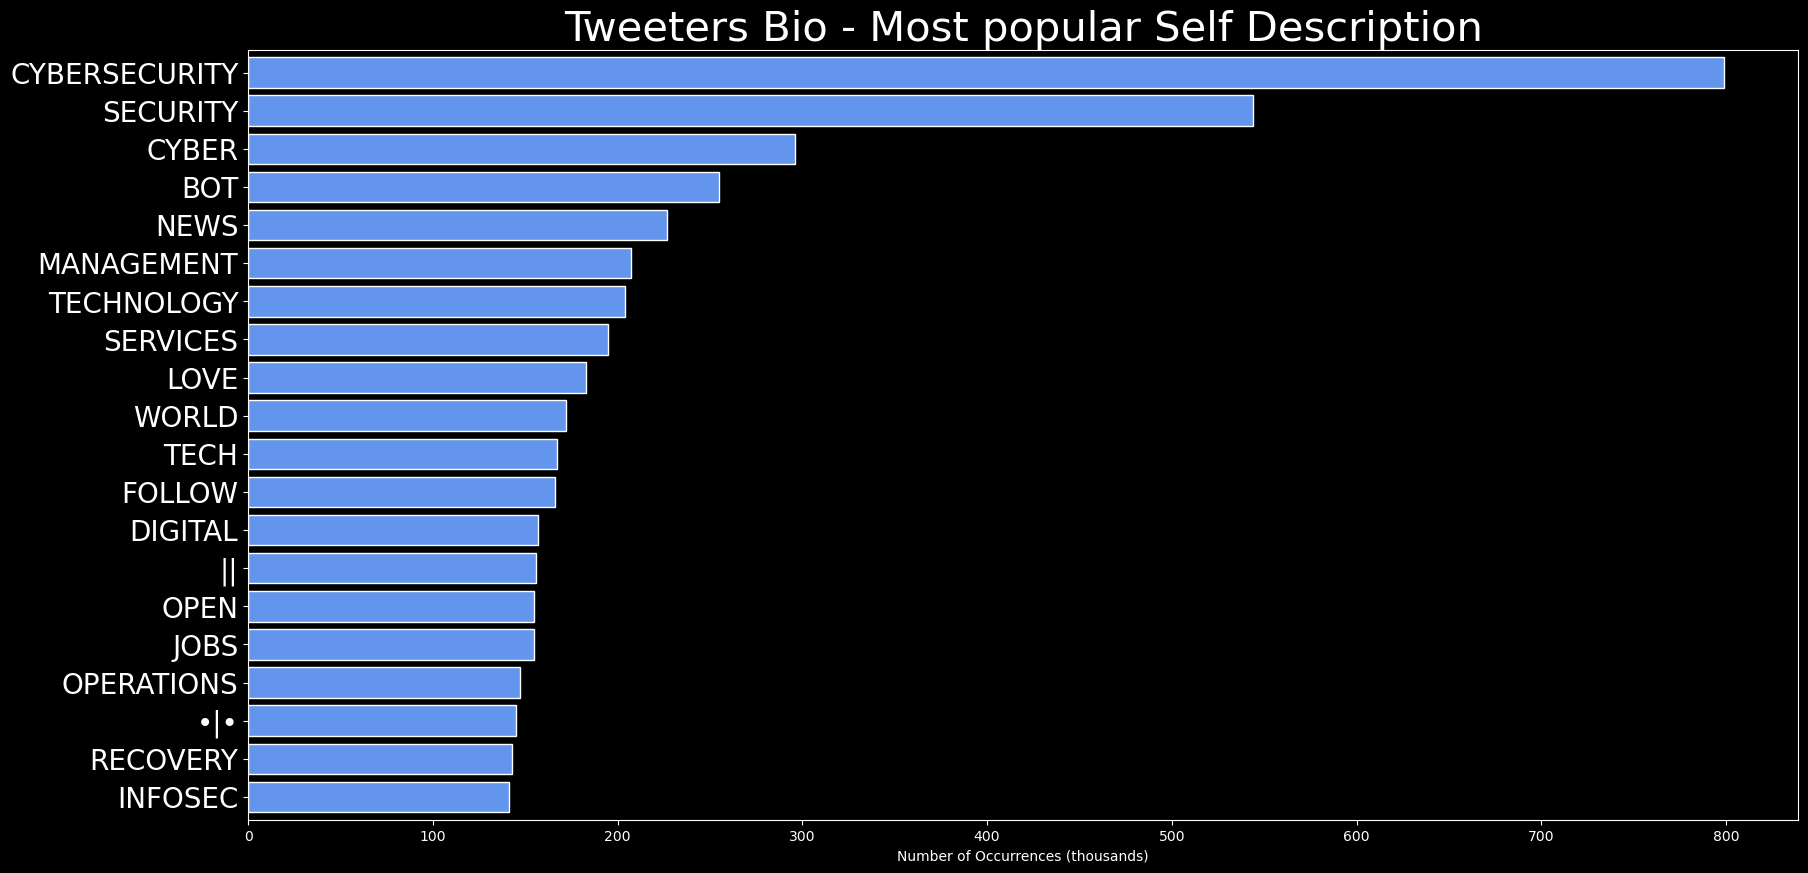 Tweeters Bio - Most popular Self Description
CYBERSECURITY
SECURITY
CYBER
BOT
NEWS
MANAGEMENT
TECHNOLOGY
SERVICES
LOVE
WORLD
TECH
FOLLOW
DIGITAL
||
OPEN
JOBS
OPERATIONS
•|•
RECOVERY
INFOSEC
0 100 200 300 400 500 600 700 800
Number of Occurrences (thousands)